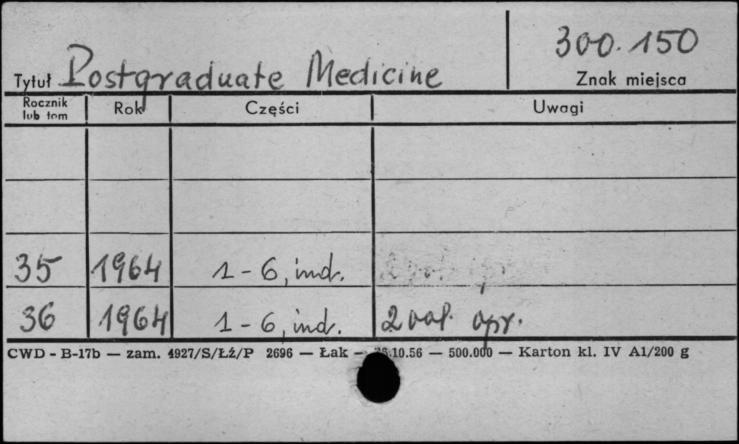 300.150
Tytuł Postgraduate Medicine Znak miejsca
Rocznik lub tom Rok Części Uwagi
35 1964 1-6, ind.
36 1964 1-6, ind. 2 vol. opr.
CWD - B-17b — zam. 4927/S/Łź/P 2696 — Łak — 10.56 — 500.000 — Karton kl. IV A1/200 g